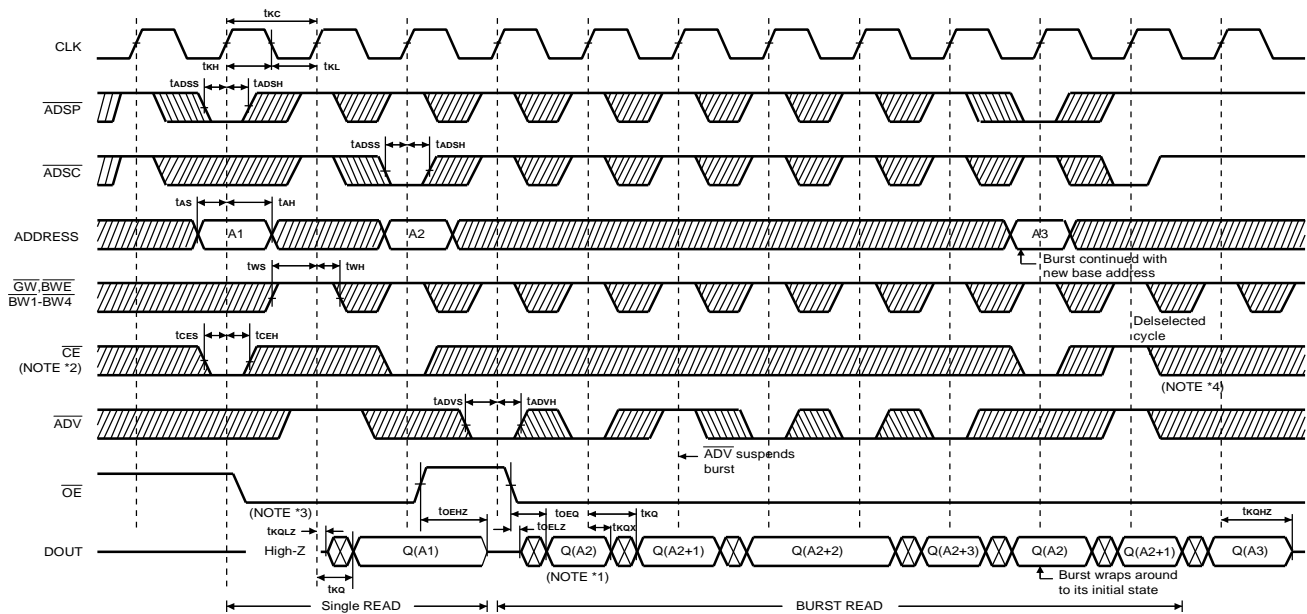 tKC
CLK
tKH
tKL
tADSS
tADSH
ADSP
tADSS
tADSH
ADSC
tAS
tAH
ADDRESS
A1
A2
A3
Burst continued with
new base address
tWS
tWH
GW,BWE
BW1-BW4
Delselected
cycle
tCES
tCEH
CE
(NOTE *2)
(NOTE *4)
tADVS
tADVH
ADV
ADV suspends
burst
OE
(NOTE *3)
tOEHZ
tOEQ
tKQ
tKQLZ
tOELZ
tKQX
tKQHZ
DOUT
High-Z
Q(A1)
Q(A2)
Q(A2+1)
Q(A2+2)
Q(A2+3)
Q(A2)
Q(A2+1)
Q(A3)
(NOTE *1)
tKQ
Burst wraps around
to its initial state
Single READ
BURST READ